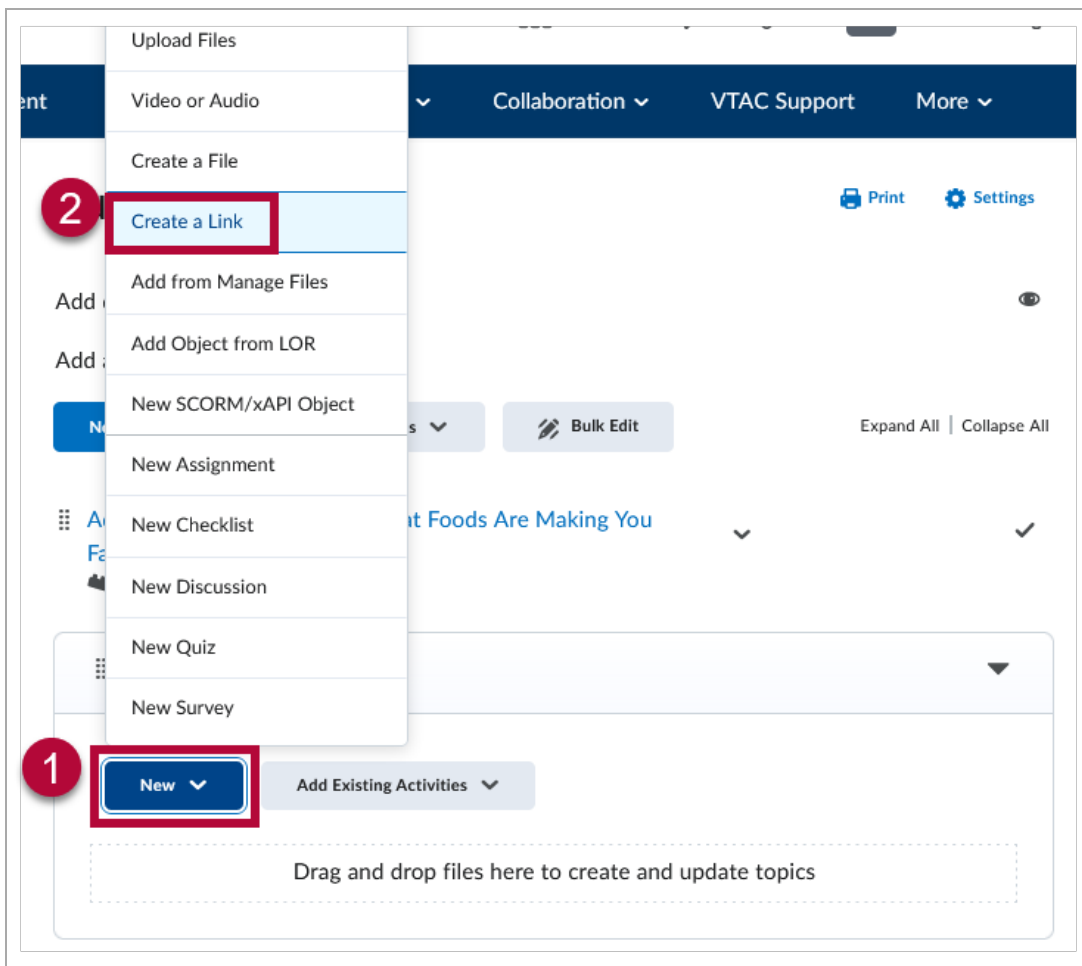 Upload Files
ent
Video or Audio
Collaboration
VTAC Support
More
Create a File
2
Create a Link
Print
Settings
Add from Manage Files
Add
Add Object from LOR
Add
New SCORM/xAPI Object
Bulk Edit
Expand All | Collapse All
New Assignment
New Checklist
Foods Are Making You
New Discussion
New Quiz
New Survey
1
New
Add Existing Activities
Drag and drop files here to create and update topics